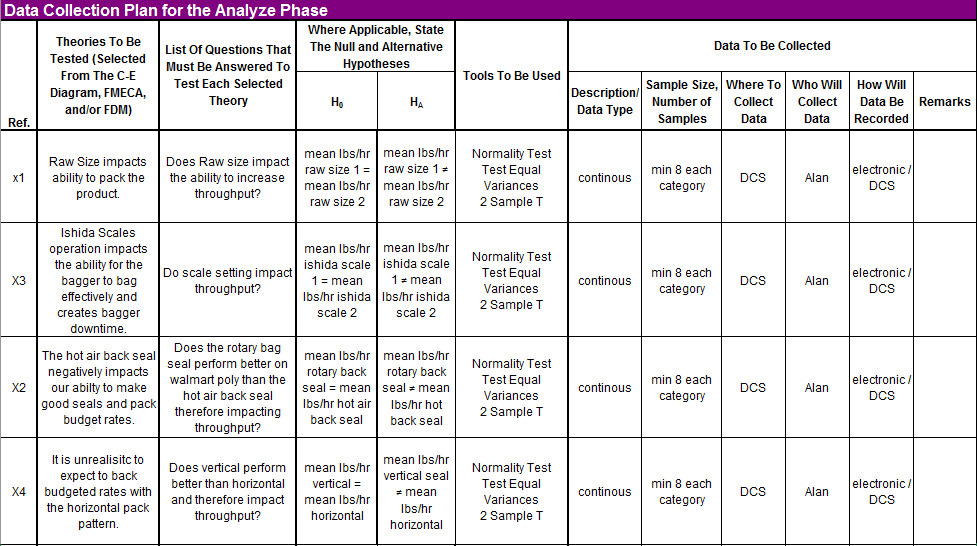 Data Collection Plan for the Analyze Phase
Ref.
Theories To Be
Tested (Selected
From The C-E
Diagram, FMECA,
and/or FDM)
List Of Questions That
Must Be Answered To
Test Each Selected
Theory
Where Applicable, State
The Null and Alternative
Hypotheses
H0
HA
Tools To Be Used
Data To Be Collected
Description/
Data Type
Sample Size,
Number of
Samples
Where To
Collect
Data
Who Will
Collect
Data
How Will
Data Be
Recorded
Remarks
x1
Raw Size impacts
ability to pack the
product.
Does Raw size impact
the ability to increase
throughput?
mean lbs/hr
raw size 1 =
mean lbs/hr
raw size 2
mean lbs/hr
raw size 1 ≠
mean lbs/hr
raw size 2
Normality Test
Test Equal
Variances
2 Sample T
continous
min 8 each
category
DCS
Alan
electronic /
DCS
X3
Ishida Scales
operation impacts
the ability for the
bagger to bag
effectively and
creates bagger
downtime.
Do scale setting impact
throughput?
mean lbs/hr
ishida scale
1 = mean
lbs/hr ishida
scale 2
mean lbs/hr
ishida scale
1 ≠ mean
lbs/hr ishida
scale 2
Normality Test
Test Equal
Variances
2 Sample T
continous
min 8 each
category
DCS
Alan
electronic /
DCS
X2
The hot air back seal
negatively impacts
our abilty to make
good seals and pack
budget rates.
Does the rotary bag
seal perform better on
walmart poly than the
hot air back seal
therefore impacting
throughput?
mean lbs/hr
rotary back
seal = mean
lbs/hr hot air
back seal
mean lbs/hr
rotary back
seal ≠ mean
lbs/hr hot
back seal
Normality Test
Test Equal
Variances
2 Sample T
continous
min 8 each
category
DCS
Alan
electronic /
DCS
X4
It is unrealisitc to
expect to back
budgeted rates with
the horizontal pack
pattern.
Does vertical perform
better than horizontal
and therefore impact
throughput?
mean lbs/hr
vertical =
mean lbs/hr
horizontal
mean lbs/hr
vertical seal
≠ mean
lbs/hr
horizontal
Normality Test
Test Equal
Variances
2 Sample T
continous
min 8 each
category
DCS
Alan
electronic /
DCS